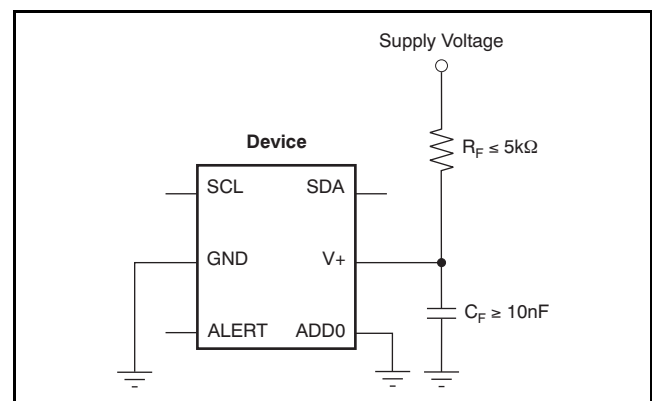 Supply Voltage
Device
R_F ≤ 5kΩ
SCL SDA
GND V+
C_F ≥ 10nF
ALERT ADD0